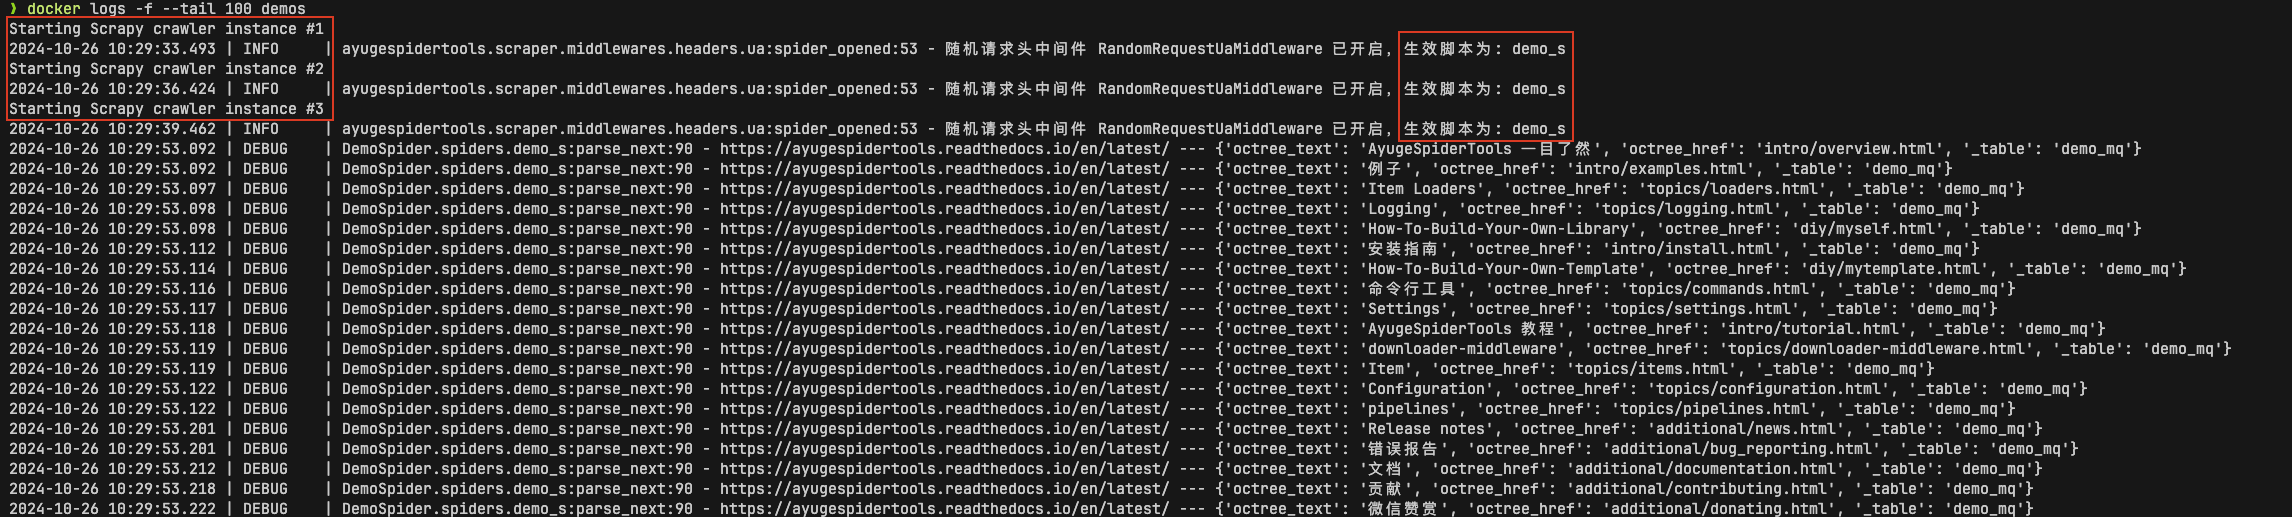 ❯ docker logs -f --tail 100 demos
Starting Scrapy crawler instance #1
2024-10-26 10:29:33.493 | INFO     | ayugespidertools.scraper.middlewares.headers.ua:spider_opened:53 - 随机请求头中间件 RandomRequestUaMiddleware 已开启, 生效脚本为: demo_s
Starting Scrapy crawler instance #2
2024-10-26 10:29:36.424 | INFO     | ayugespidertools.scraper.middlewares.headers.ua:spider_opened:53 - 随机请求头中间件 RandomRequestUaMiddleware 已开启, 生效脚本为: demo_s
Starting Scrapy crawler instance #3
2024-10-26 10:29:39.462 | INFO     | ayugespidertools.scraper.middlewares.headers.ua:spider_opened:53 - 随机请求头中间件 RandomRequestUaMiddleware 已开启, 生效脚本为: demo_s
2024-10-26 10:29:53.092 | DEBUG    | DemoSpider.spiders.demo_s:parse_next:90 - https://ayugespidertools.readthedocs.io/en/latest/ --- {'octree_text': 'AyugeSpiderTools 一目了然', 'octree_href': 'intro/overview.html', '_table': 'demo_mq'}
2024-10-26 10:29:53.092 | DEBUG    | DemoSpider.spiders.demo_s:parse_next:90 - https://ayugespidertools.readthedocs.io/en/latest/ --- {'octree_text': '例子', 'octree_href': 'intro/examples.html', '_table': 'demo_mq'}
2024-10-26 10:29:53.097 | DEBUG    | DemoSpider.spiders.demo_s:parse_next:90 - https://ayugespidertools.readthedocs.io/en/latest/ --- {'octree_text': 'Item Loaders', 'octree_href': 'topics/loaders.html', '_table': 'demo_mq'}
2024-10-26 10:29:53.098 | DEBUG    | DemoSpider.spiders.demo_s:parse_next:90 - https://ayugespidertools.readthedocs.io/en/latest/ --- {'octree_text': 'Logging', 'octree_href': 'topics/logging.html', '_table': 'demo_mq'}
2024-10-26 10:29:53.098 | DEBUG    | DemoSpider.spiders.demo_s:parse_next:90 - https://ayugespidertools.readthedocs.io/en/latest/ --- {'octree_text': 'How-To-Build-Your-Own-Library', 'octree_href': 'diy/myself.html', '_table': 'demo_mq'}
2024-10-26 10:29:53.112 | DEBUG    | DemoSpider.spiders.demo_s:parse_next:90 - https://ayugespidertools.readthedocs.io/en/latest/ --- {'octree_text': '安装指南', 'octree_href': 'intro/install.html', '_table': 'demo_mq'}
2024-10-26 10:29:53.114 | DEBUG    | DemoSpider.spiders.demo_s:parse_next:90 - https://ayugespidertools.readthedocs.io/en/latest/ --- {'octree_text': 'How-To-Build-Your-Own-Template', 'octree_href': 'diy/mytemplate.html', '_table': 'demo_mq'}
2024-10-26 10:29:53.116 | DEBUG    | DemoSpider.spiders.demo_s:parse_next:90 - https://ayugespidertools.readthedocs.io/en/latest/ --- {'octree_text': '命令行工具', 'octree_href': 'topics/commands.html', '_table': 'demo_mq'}
2024-10-26 10:29:53.117 | DEBUG    | DemoSpider.spiders.demo_s:parse_next:90 - https://ayugespidertools.readthedocs.io/en/latest/ --- {'octree_text': 'Settings', 'octree_href': 'topics/settings.html', '_table': 'demo_mq'}
2024-10-26 10:29:53.118 | DEBUG    | DemoSpider.spiders.demo_s:parse_next:90 - https://ayugespidertools.readthedocs.io/en/latest/ --- {'octree_text': 'AyugeSpiderTools 教程', 'octree_href': 'intro/tutorial.html', '_table': 'demo_mq'}
2024-10-26 10:29:53.119 | DEBUG    | DemoSpider.spiders.demo_s:parse_next:90 - https://ayugespidertools.readthedocs.io/en/latest/ --- {'octree_text': 'downloader-middleware', 'octree_href': 'topics/downloader-middleware.html', '_table': 'demo_mq'}
2024-10-26 10:29:53.119 | DEBUG    | DemoSpider.spiders.demo_s:parse_next:90 - https://ayugespidertools.readthedocs.io/en/latest/ --- {'octree_text': 'Item', 'octree_href': 'topics/items.html', '_table': 'demo_mq'}
2024-10-26 10:29:53.122 | DEBUG    | DemoSpider.spiders.demo_s:parse_next:90 - https://ayugespidertools.readthedocs.io/en/latest/ --- {'octree_text': 'Configuration', 'octree_href': 'topics/configuration.html', '_table': 'demo_mq'}
2024-10-26 10:29:53.122 | DEBUG    | DemoSpider.spiders.demo_s:parse_next:90 - https://ayugespidertools.readthedocs.io/en/latest/ --- {'octree_text': 'pipelines', 'octree_href': 'topics/pipelines.html', '_table': 'demo_mq'}
2024-10-26 10:29:53.201 | DEBUG    | DemoSpider.spiders.demo_s:parse_next:90 - https://ayugespidertools.readthedocs.io/en/latest/ --- {'octree_text': 'Release notes', 'octree_href': 'additional/news.html', '_table': 'demo_mq'}
2024-10-26 10:29:53.201 | DEBUG    | DemoSpider.spiders.demo_s:parse_next:90 - https://ayugespidertools.readthedocs.io/en/latest/ --- {'octree_text': '错误报告', 'octree_href': 'additional/bug_reporting.html', '_table': 'demo_mq'}
2024-10-26 10:29:53.212 | DEBUG    | DemoSpider.spiders.demo_s:parse_next:90 - https://ayugespidertools.readthedocs.io/en/latest/ --- {'octree_text': '文档', 'octree_href': 'additional/documentation.html', '_table': 'demo_mq'}
2024-10-26 10:29:53.218 | DEBUG    | DemoSpider.spiders.demo_s:parse_next:90 - https://ayugespidertools.readthedocs.io/en/latest/ --- {'octree_text': '贡献', 'octree_href': 'additional/contributing.html', '_table': 'demo_mq'}
2024-10-26 10:29:53.222 | DEBUG    | DemoSpider.spiders.demo_s:parse_next:90 - https://ayugespidertools.readthedocs.io/en/latest/ --- {'octree_text': '微信赞赏', 'octree_href': 'additional/donating.html', '_table': 'demo_mq'}